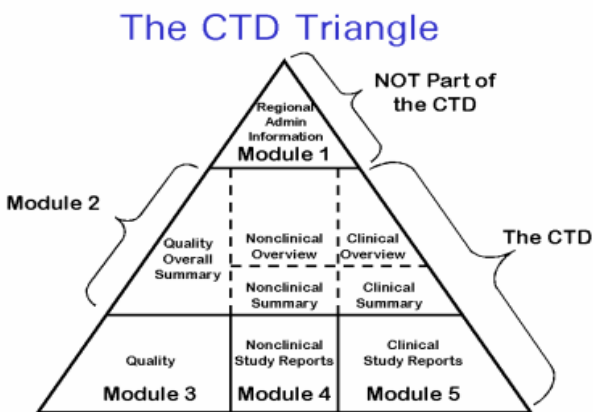 The CTD Triangle
NOT Part of
the CTD
Regional
Admin
Information
Module 1
Module 2
The CTD
Quality
Overall
Summary
Nonclinical
Overview
Clinical
Overview
Nonclinical
Summary
Clinical
Summary
Quality
Module 3
Nonclinical
Study Reports
Module 4
Clinical
Study Reports
Module 5